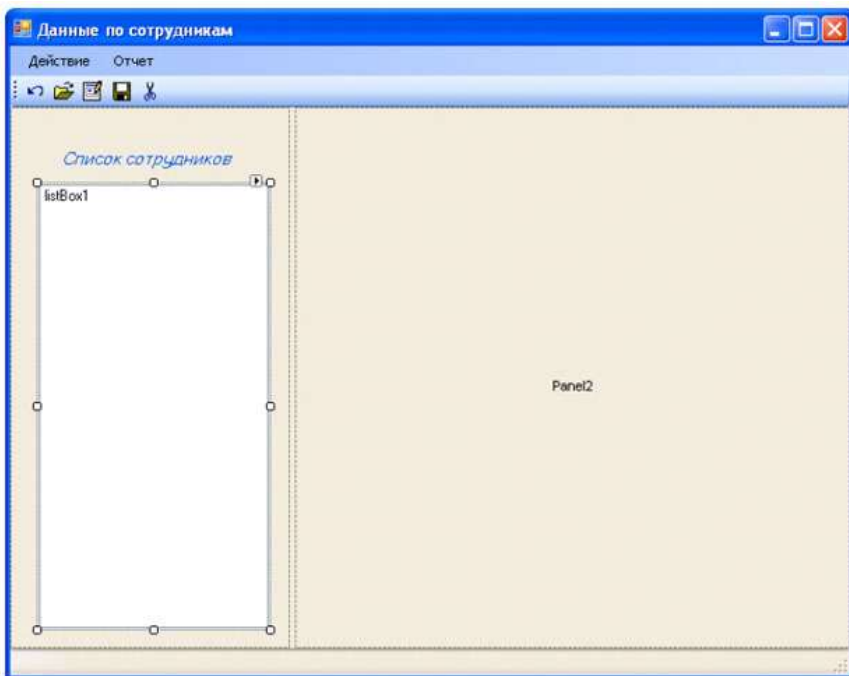 Данные по сотрудникам
Действие Отчет
Список сотрудников
listBox1
Panel2